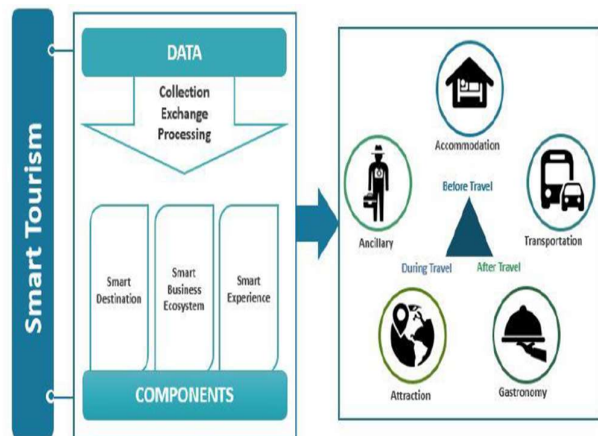 Smart Tourism
DATA
Collection
Exchange
Processing
Smart
Destination
Smart
Business
Ecosystem
Smart
Experience
COMPONENTS
Accommodation
Ancillary
Before Travel
Transportation
During Travel
After Travel
Attraction
Gastronomy